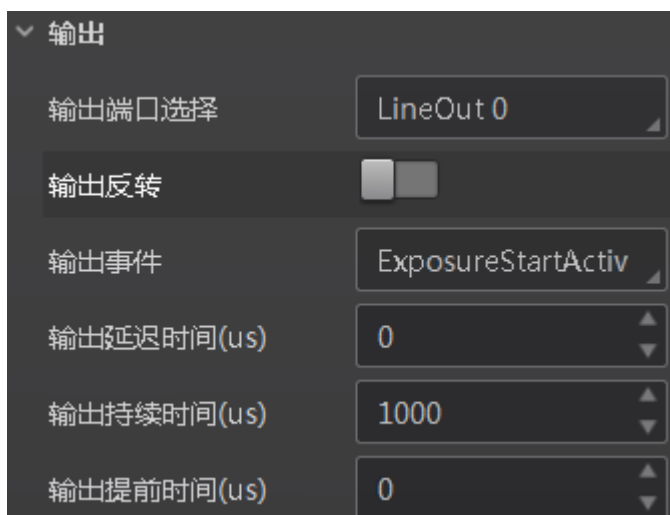 输出
输出端口选择 LineOut 0
输出反转
输出事件 ExposureStartActiv
输出延迟时间(us) 0
输出持续时间(us) 1000
输出提前时间(us) 0